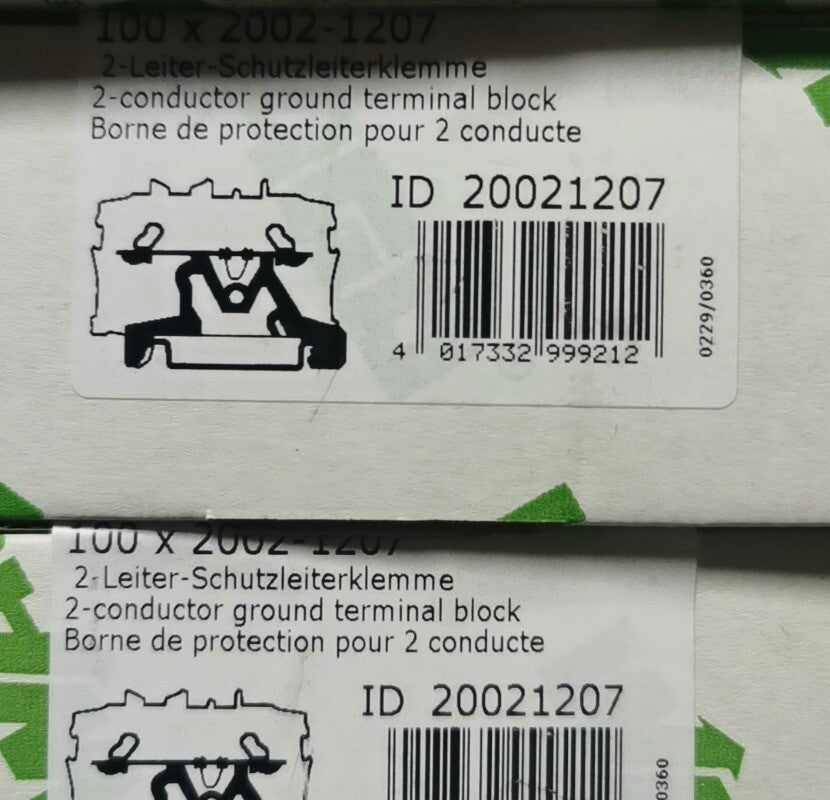 100 x 2002-1207
2-Leiter-Schutzleiterklemme
2-conductor ground terminal block
Borne de protection pour 2 conducte
ID 20021207
4 017332 999212
0229/0360
100 x 2002-1207
2-Leiter-Schutzleiterklemme
2-conductor ground terminal block
Borne de protection pour 2 conducte
ID 20021207
0360